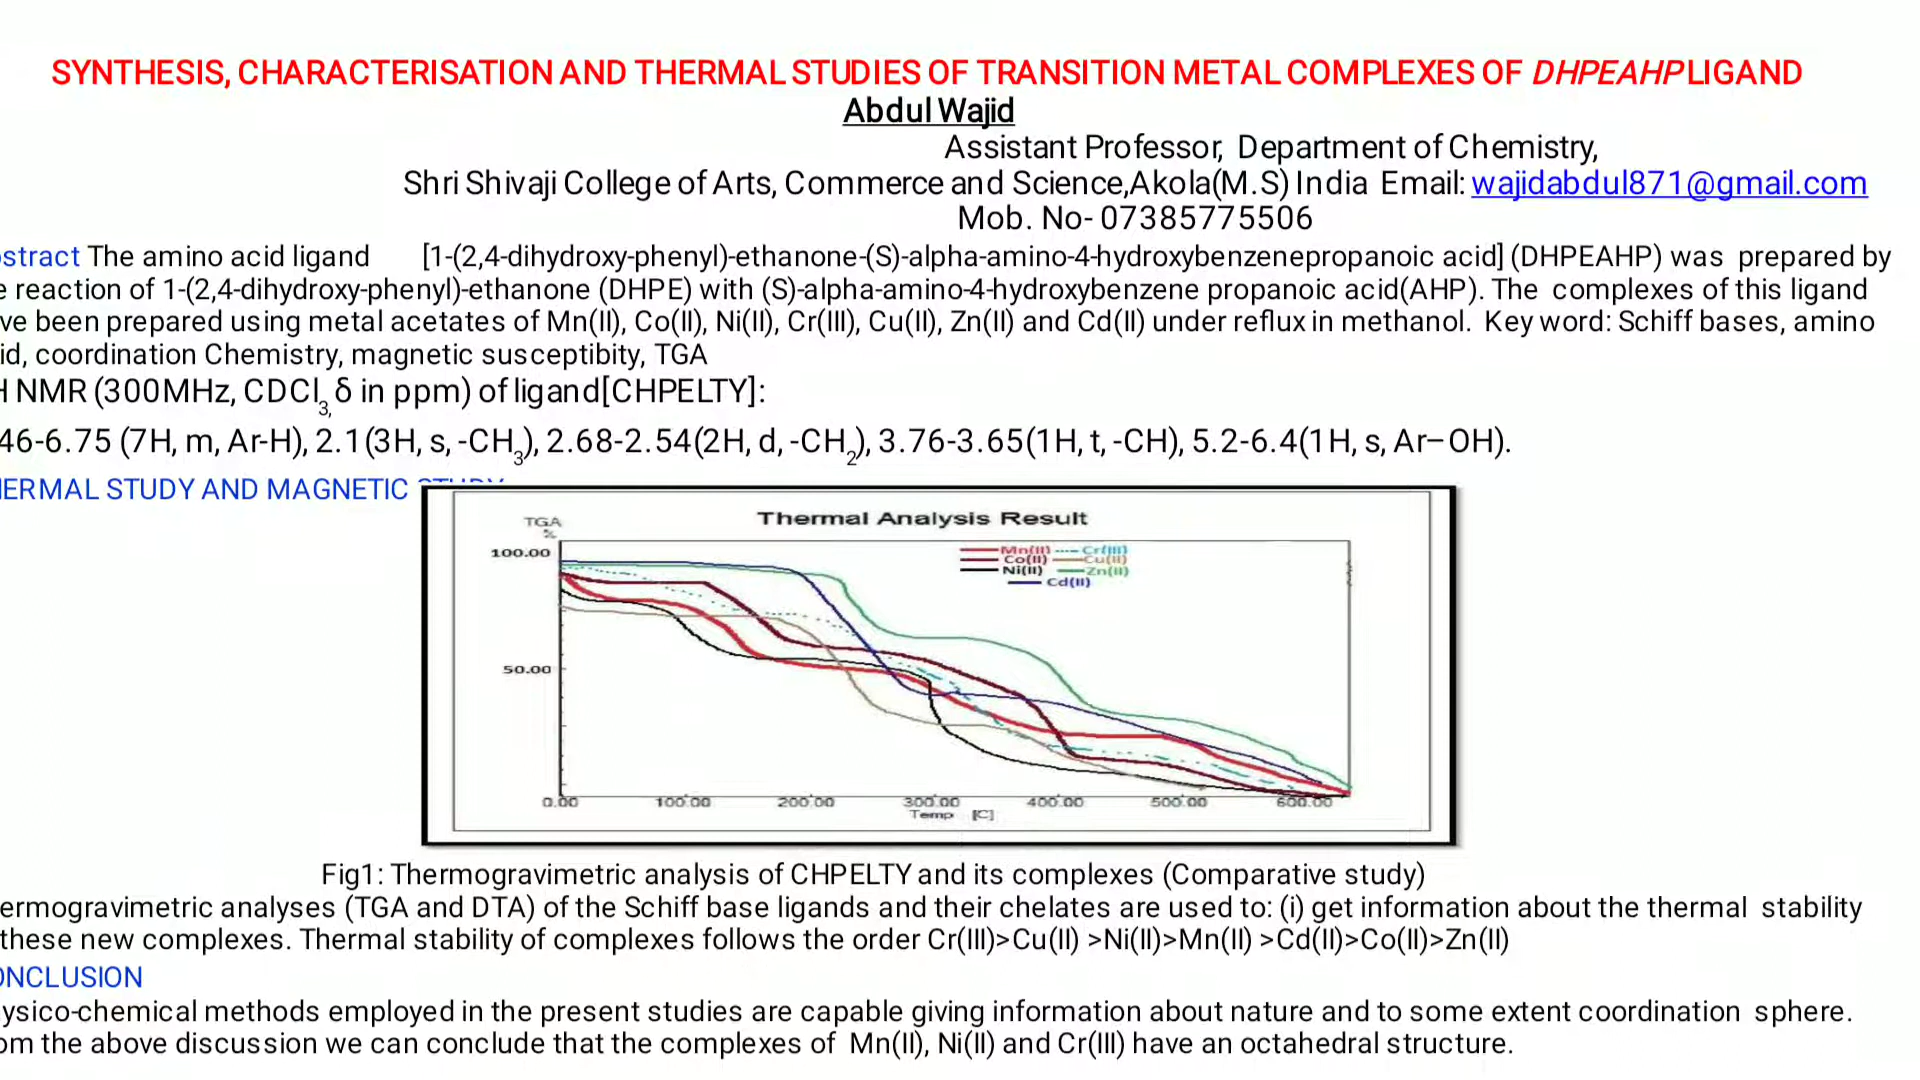 SYNTHESIS, CHARACTERISATION AND THERMAL STUDIES OF TRANSITION METAL COMPLEXES OF DHPEAHP LIGAND
Abdul Wajid
Assistant Professor, Department of Chemistry,
Shri Shivaji College of Arts, Commerce and Science,Akola(M.S) India Email: wajidabdul871@gmail.com
Mob. No- 07385775506
stract The amino acid ligand [1-(2,4-dihydroxy-phenyl)-ethanone-(S)-alpha-amino-4-hydroxybenzenepropanoic acid] (DHPEAHP) was prepared by
e reaction of 1-(2,4-dihydroxy-phenyl)-ethanone (DHPE) with (S)-alpha-amino-4-hydroxybenzene propanoic acid(AHP). The complexes of this ligand
ve been prepared using metal acetates of Mn(II), Co(II), Ni(II), Cr(III), Cu(II), Zn(II) and Cd(II) under reflux in methanol. Key word: Schiff bases, amino
id, coordination Chemistry, magnetic susceptibity, TGA
H NMR (300MHz, CDCl3, δ in ppm) of ligand[CHPELTY]:
46-6.75 (7H, m, Ar-H), 2.1(3H, s, -CH3), 2.68-2.54(2H, d, -CH2), 3.76-3.65(1H, t, -CH), 5.2-6.4(1H, s, Ar–OH).
ERMAL STUDY AND MAGNETIC STUDY
Thermal Analysis Result
TGA
%
100.00
50.00
Mn(II) Cr(III)
Co(II) Cu(II)
Ni(II) Zn(II)
Cd(II)
0.00 100.00 200.00 300.00 400.00 500.00 600.00
Temp [C]
Fig1: Thermogravimetric analysis of CHPELTY and its complexes (Comparative study)
ermogravimetric analyses (TGA and DTA) of the Schiff base ligands and their chelates are used to: (i) get information about the thermal stability
these new complexes. Thermal stability of complexes follows the order Cr(III)>Cu(II) >Ni(II)>Mn(II) >Cd(II)>Co(II)>Zn(II)
ONCLUSION
ysico-chemical methods employed in the present studies are capable giving information about nature and to some extent coordination sphere.
om the above discussion we can conclude that the complexes of Mn(II), Ni(II) and Cr(III) have an octahedral structure.